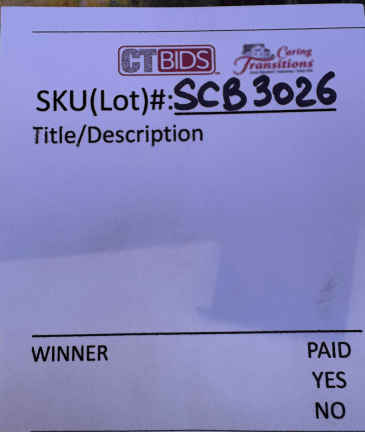 CTBIDS Caring Transitions
SKU(Lot)#:SCB3026
Title/Description
WINNER PAID
YES
NO